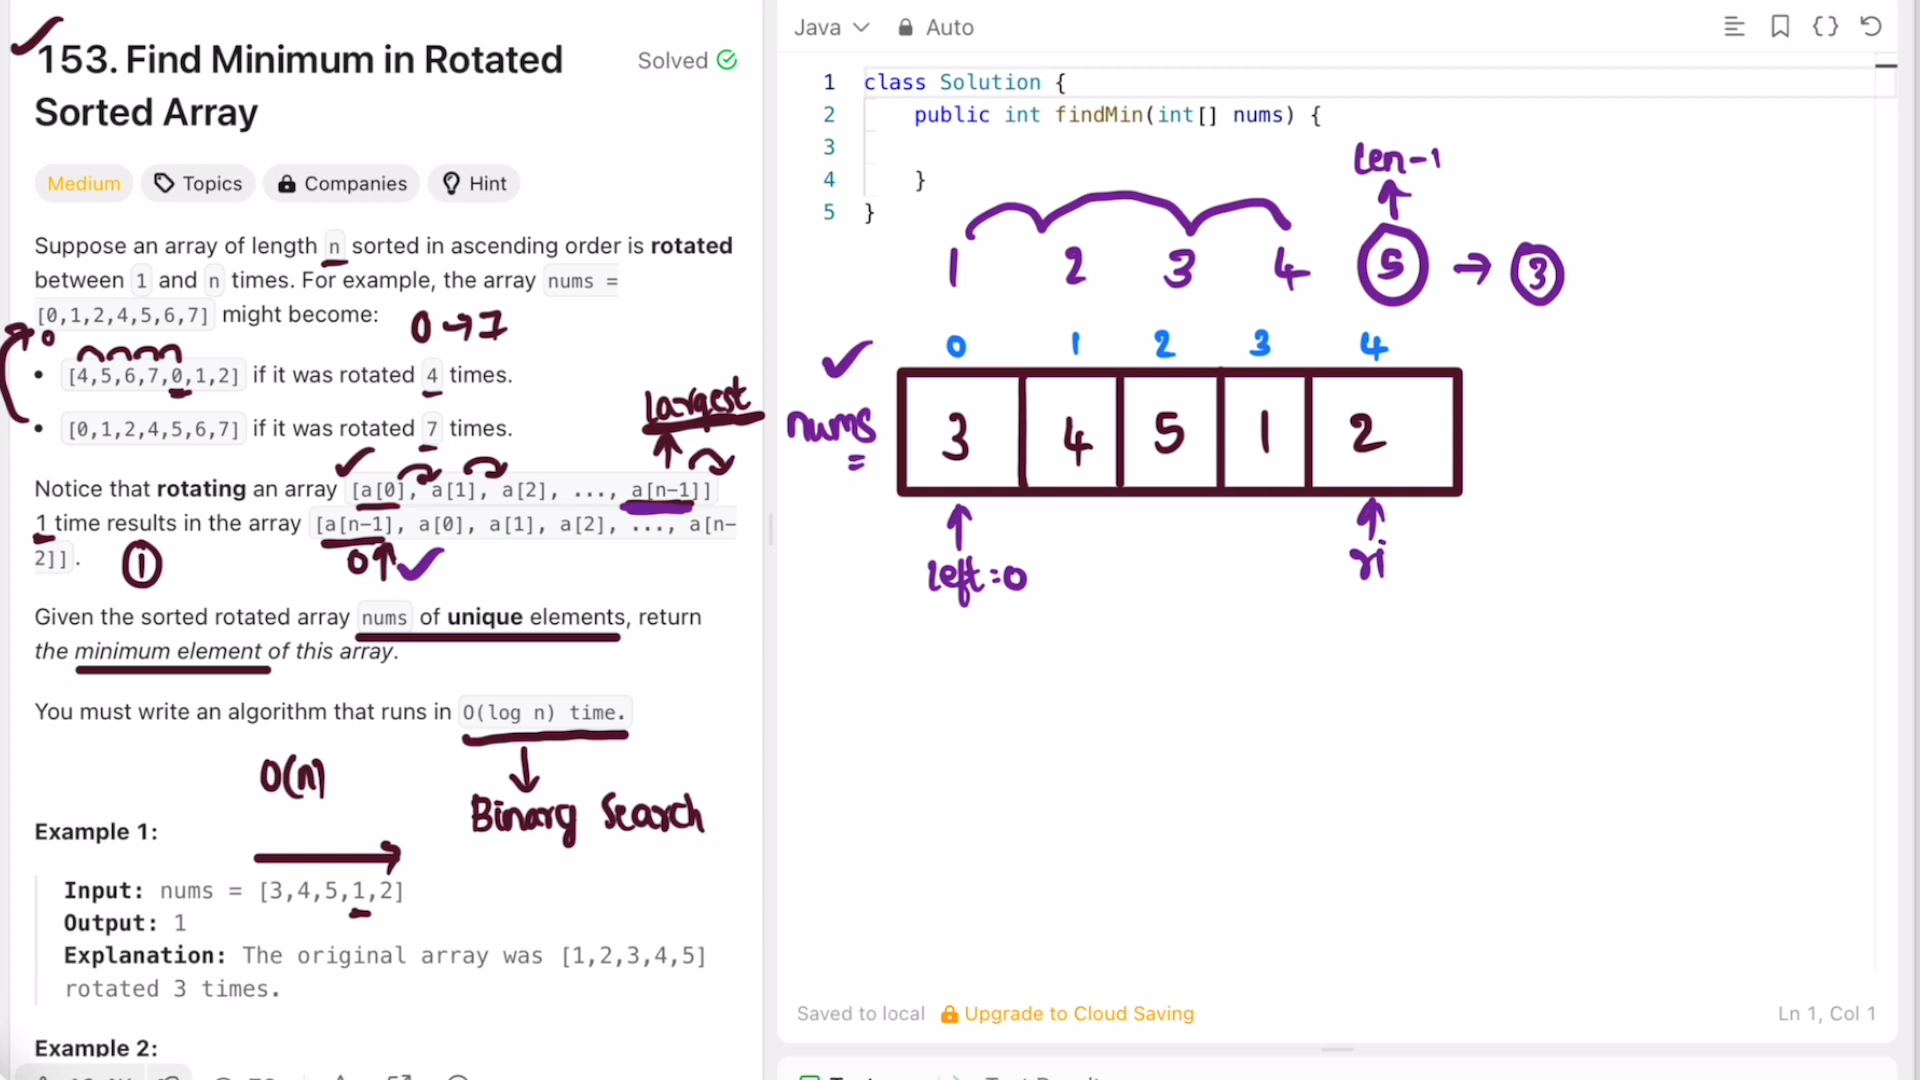 153. Find Minimum in Rotated Sorted Array
Solved
Medium
Topics
Companies
Hint
Suppose an array of length n sorted in ascending order is rotated
between 1 and n times. For example, the array nums =
[0,1,2,4,5,6,7] might become:
0 → 7
0
[4,5,6,7,0,1,2] if it was rotated 4 times.
largest
[0,1,2,4,5,6,7] if it was rotated 7 times.
Notice that rotating an array [a[0], a[1], a[2], ..., a[n-1]]
1 time results in the array [a[n-1], a[0], a[1], a[2], ..., a[n-
2]].
1
0
Given the sorted rotated array nums of unique elements, return
the minimum element of this array.
You must write an algorithm that runs in O(log n) time.
O(n)
Binary Search
Example 1:
Input: nums = [3,4,5,1,2]
Output: 1
Explanation: The original array was [1,2,3,4,5]
rotated 3 times.
Example 2:
Java
Auto
1 class Solution {
2 public int findMin(int[] nums) {
3
4 }
5 }
len-1
1 2 3 4 5 → 3
0 1 2 3 4
nums =
3 4 5 1 2
left=0
ri
Saved to local
Upgrade to Cloud Saving
Ln 1, Col 1